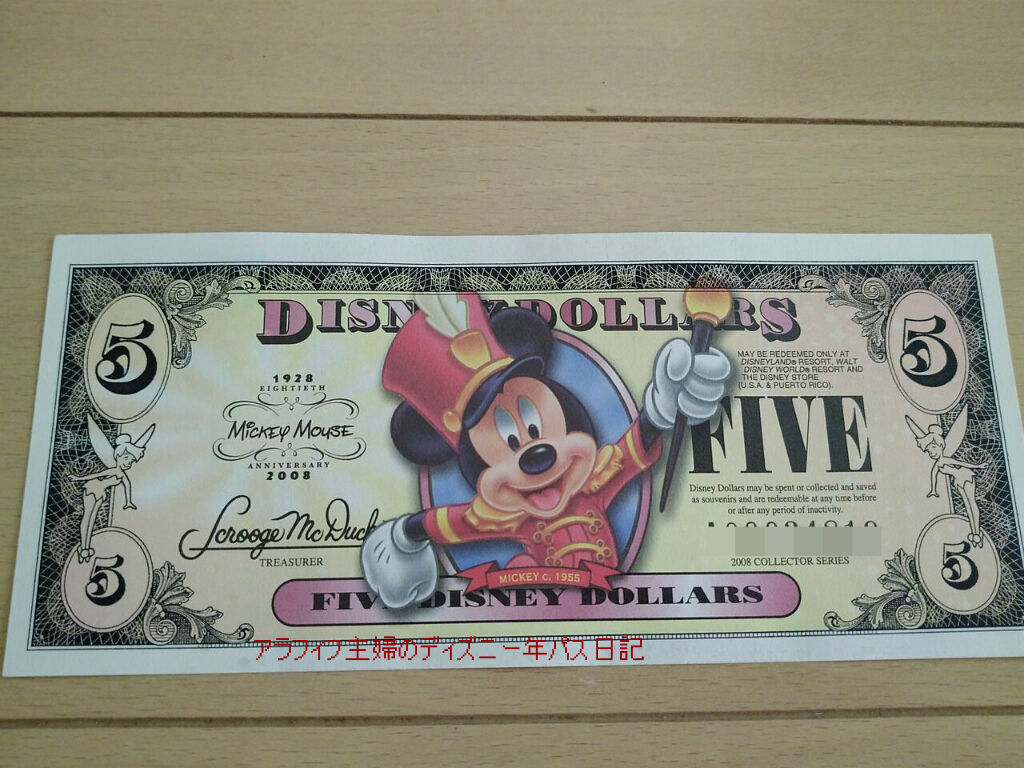 DISNEY DOLLARS
5
5
MAY BE REDEEMED ONLY AT
DISNEYLAND® RESORT, WALT
DISNEY WORLD® RESORT AND
THE DISNEY STORE
(U.S.A. & PUERTO RICO).
1928
EIGHTIETH
MICKEY MOUSE
ANNIVERSARY
2008
FIVE
Disney Dollars may be spent or collected and saved
as souvenirs and are redeemable at any time before
or after any period of inactivity.
Scrooge McDuck
TREASURER
2008 COLLECTOR SERIES
5
5
MICKEY c. 1955
FIVE DISNEY DOLLARS
アラフィフ主婦のディズニー年パス日記